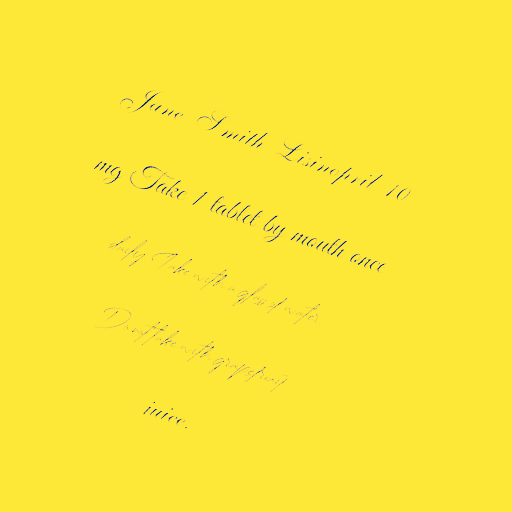 Jane Smith Lisinopril 10
mg Take 1 tablet by mouth once
daily. Take with a glass of water.
Do not take with grapefruit
juice.